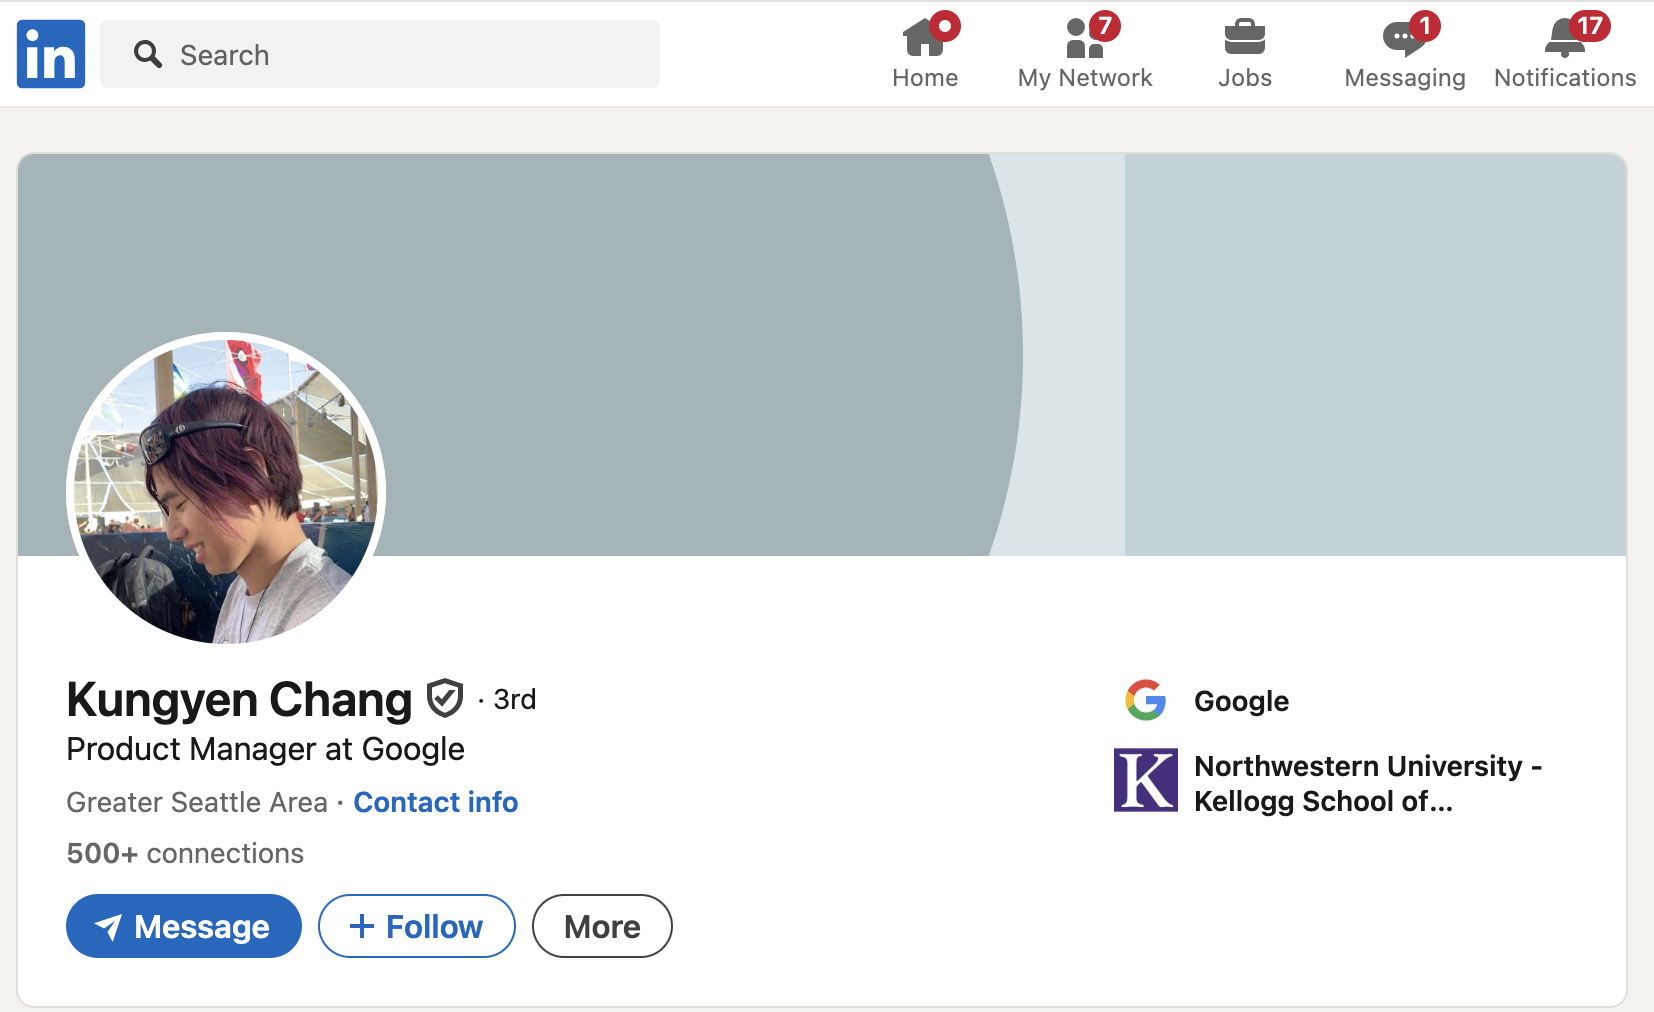 in
Search
Home
My Network
7
Jobs
Messaging
1
Notifications
17
Kungyen Chang · 3rd
Product Manager at Google
Greater Seattle Area · Contact info
500+ connections
Message
+ Follow
More
G
Google
K
Northwestern University -
Kellogg School of...